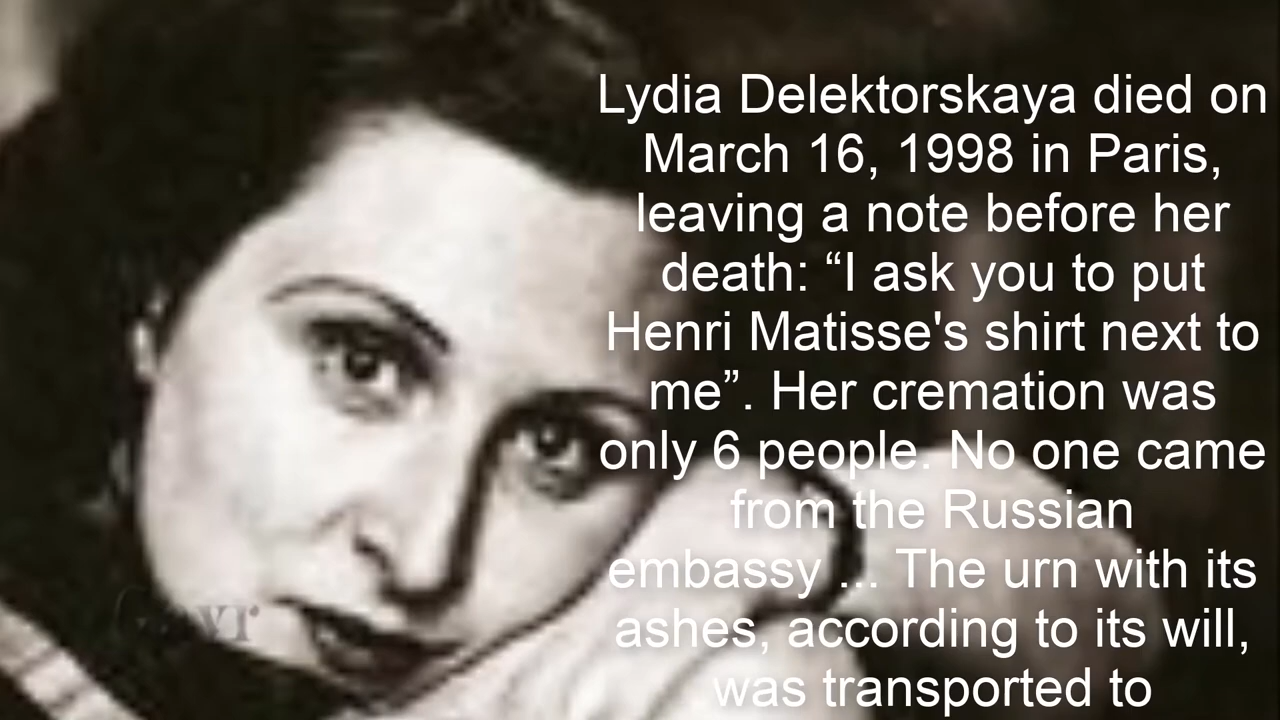 Lydia Delektorskaya died on
March 16, 1998 in Paris,
leaving a note before her
death: “I ask you to put
Henri Matisse's shirt next to
me”. Her cremation was
only 6 people. No one came
from the Russian
embassy ... The urn with its
ashes, according to its will,
was transported to